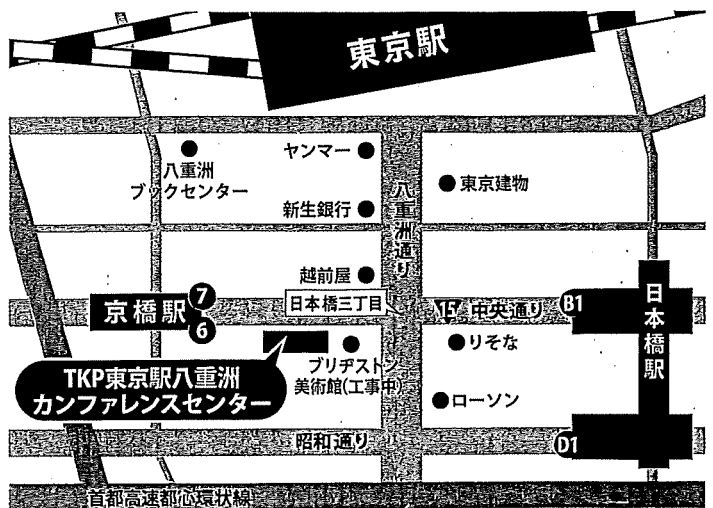 東京駅
八重洲
ブックセンター
ヤンマー
新生銀行
八重洲通り
東京建物
越前屋
日本橋三丁目
京橋駅
7
6
15 中央通り
B1
日本橋駅
りそな
ブリヂストン
美術館(工事中)
TKP東京駅八重洲
カンファレンスセンター
ローソン
昭和通り
D1
首都高速都心環状線